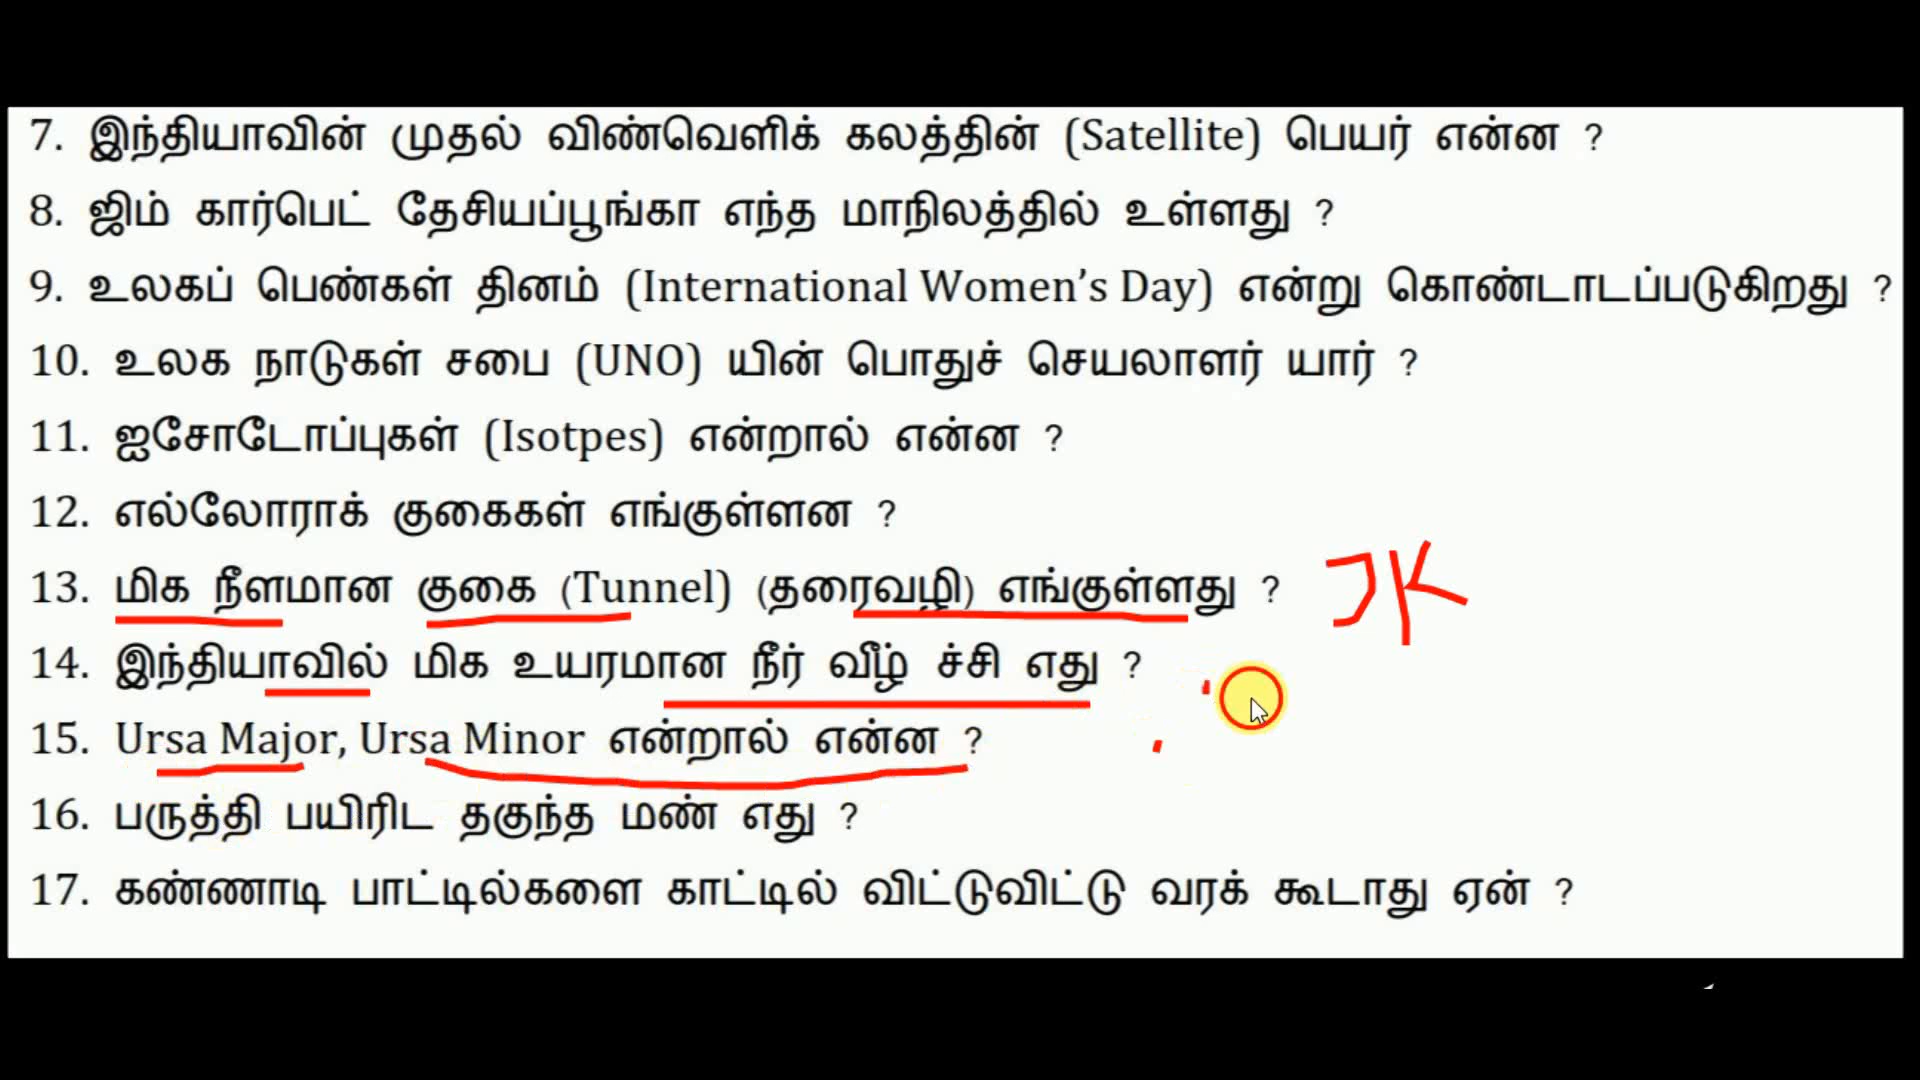 7. இந்தியாவின் முதல் விண்வெளிக் கலத்தின் (Satellite) பெயர் என்ன ?
8. ஜிம் கார்பெட் தேசியப்பூங்கா எந்த மாநிலத்தில் உள்ளது ?
9. உலகப் பெண்கள் தினம் (International Women’s Day) என்று கொண்டாடப்படுகிறது ?
10. உலக நாடுகள் சபை (UNO) யின் பொதுச் செயலாளர் யார் ?
11. ஐசோடோப்புகள் (Isotpes) என்றால் என்ன ?
12. எல்லோராக் குகைகள் எங்குள்ளன ?
13. மிக நீளமான குகை (Tunnel) (தரைவழி) எங்குள்ளது ? JK
14. இந்தியாவில் மிக உயரமான நீர் வீழ் ச்சி எது ?
15. Ursa Major, Ursa Minor என்றால் என்ன ?
16. பருத்தி பயிரிட தகுந்த மண் எது ?
17. கண்ணாடி பாட்டில்களை காட்டில் விட்டுவிட்டு வரக் கூடாது ஏன் ?